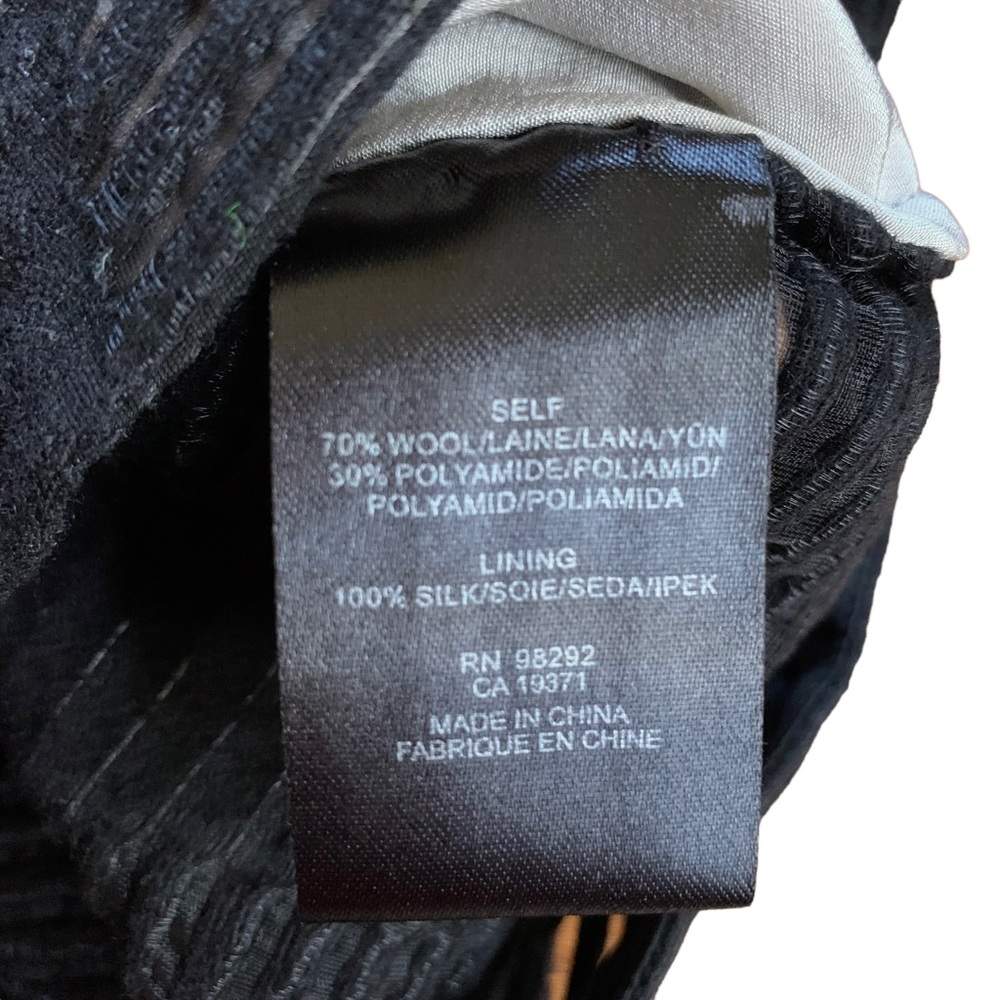 SELF
70% WOOL/LAINE/LANA/YÜN
30% POLYAMIDE/POLIAMID/
POLYAMID/POLIAMIDA
LINING
100% SILK/SOIE/SEDA/IPEK
RN 98292
CA 19371
MADE IN CHINA
FABRIQUE EN CHINE